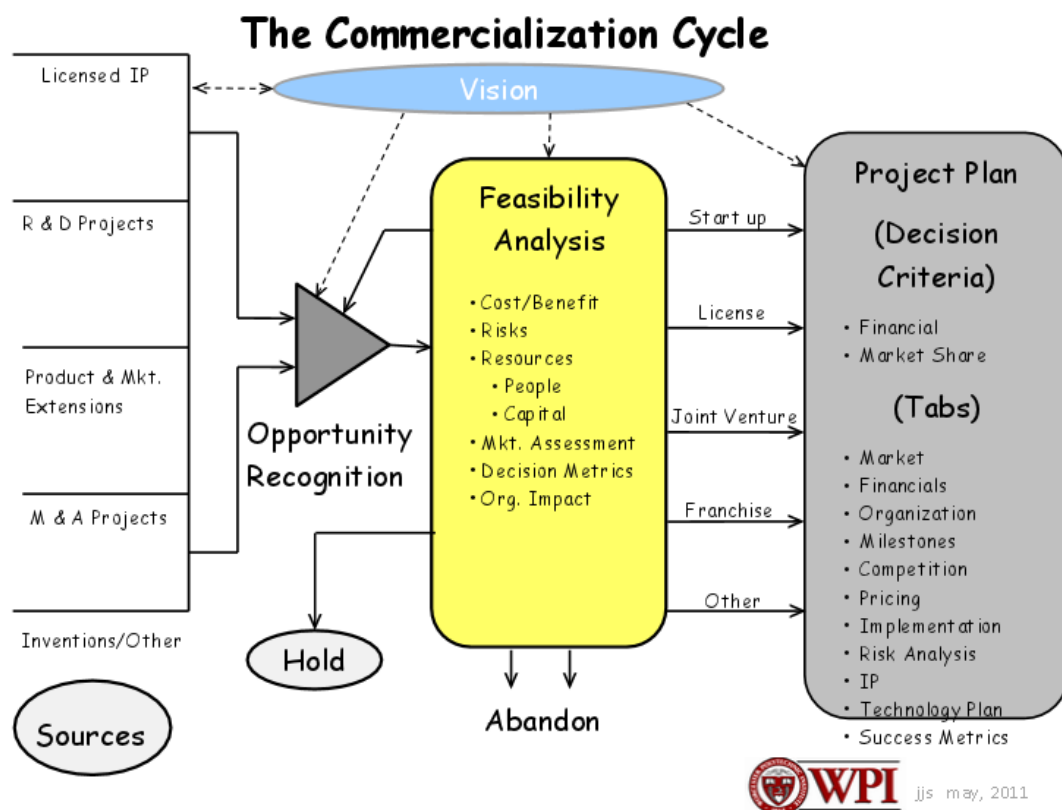 The Commercialization Cycle
Licensed IP
Vision
R & D Projects
Product & Mkt.
Extensions
M & A Projects
Inventions/Other
Sources
Opportunity
Recognition
Hold
Feasibility
Analysis
• Cost/Benefit
• Risks
• Resources
• People
• Capital
• Mkt. Assessment
• Decision Metrics
• Org. Impact
Abandon
Start up
License
Joint Venture
Franchise
Other
Project Plan
(Decision
Criteria)
• Financial
• Market Share
(Tabs)
• Market
• Financials
• Organization
• Milestones
• Competition
• Pricing
• Implementation
• Risk Analysis
• IP
• Technology Plan
• Success Metrics
WPI
jjs may, 2011